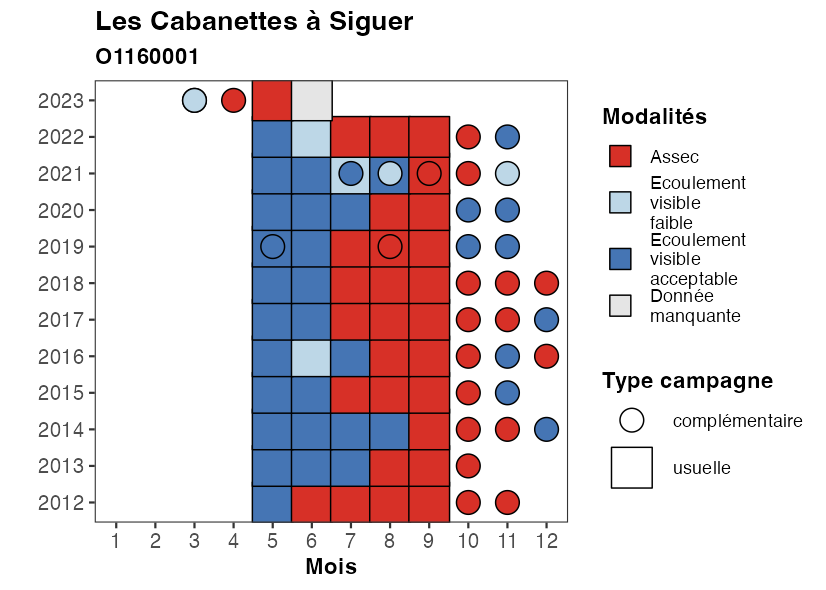 Les Cabanettes à Siguer
O1160001
2023
2022
2021
2020
2019
2018
2017
2016
2015
2014
2013
2012
1 2 3 4 5 6 7 8 9 10 11 12
Mois
Modalités
Assec
Ecoulement
visible
faible
Ecoulement
visible
acceptable
Donnée
manquante
Type campagne
complémentaire
usuelle